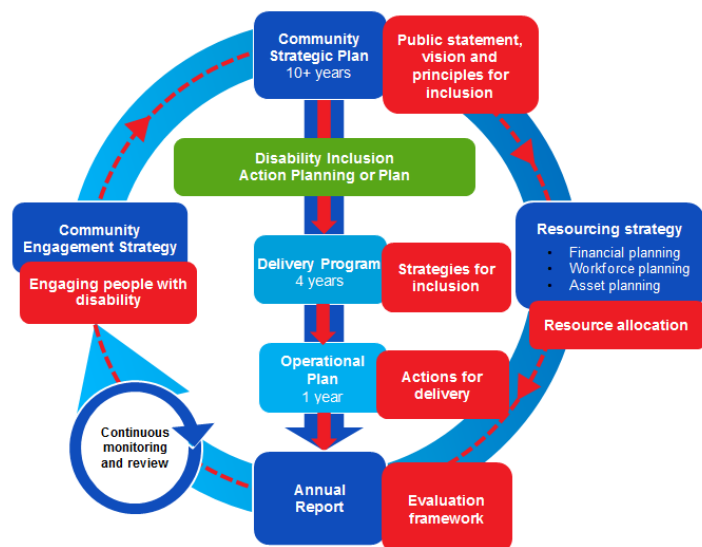 Community
Strategic Plan
10+ years
Public statement,
vision and
principles for
inclusion
Disability Inclusion
Action Planning or Plan
Community
Engagement Strategy
Engaging people with
disability
Resourcing strategy
• Financial planning
• Workforce planning
• Asset planning
Resource allocation
Delivery Program
4 years
Strategies for
inclusion
Operational
Plan
1 year
Actions for
delivery
Continuous
monitoring
and review
Annual
Report
Evaluation
framework